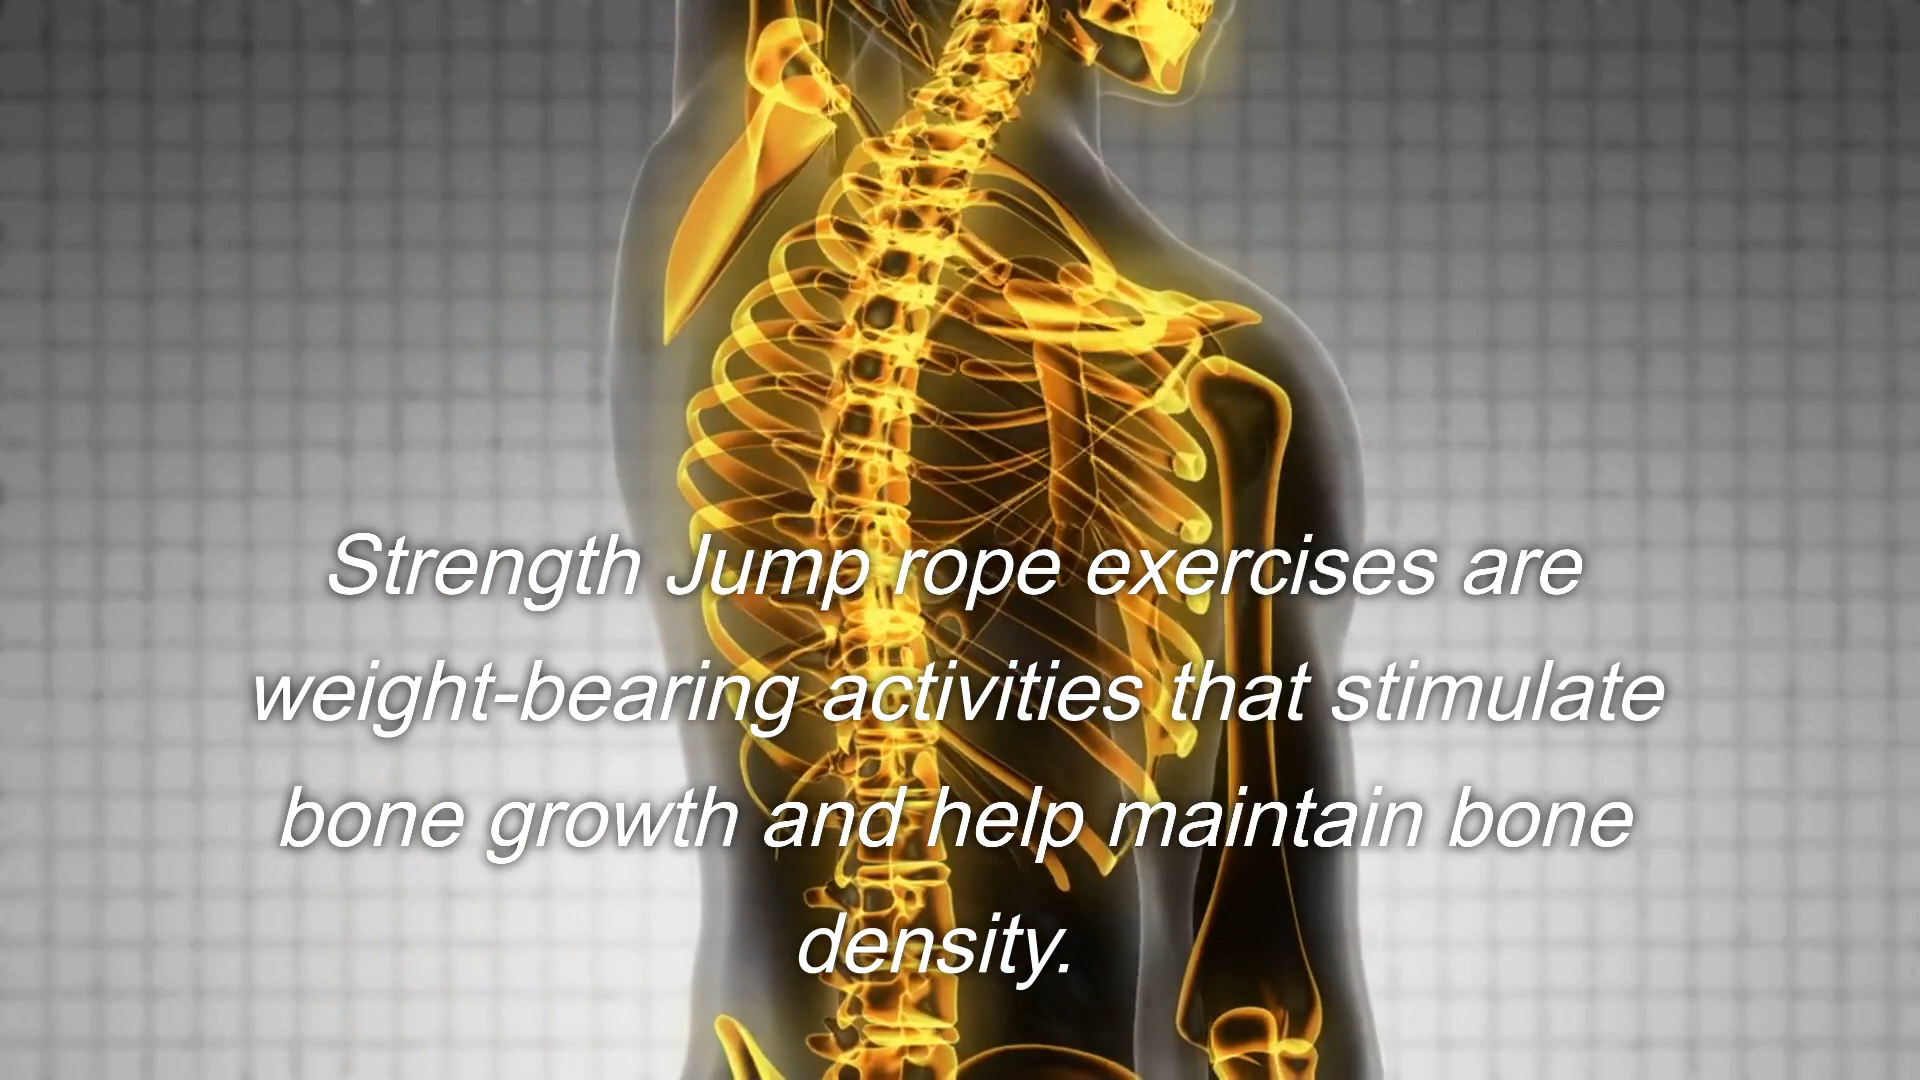 Strength Jump rope exercises are
weight-bearing activities that stimulate
bone growth and help maintain bone
density.